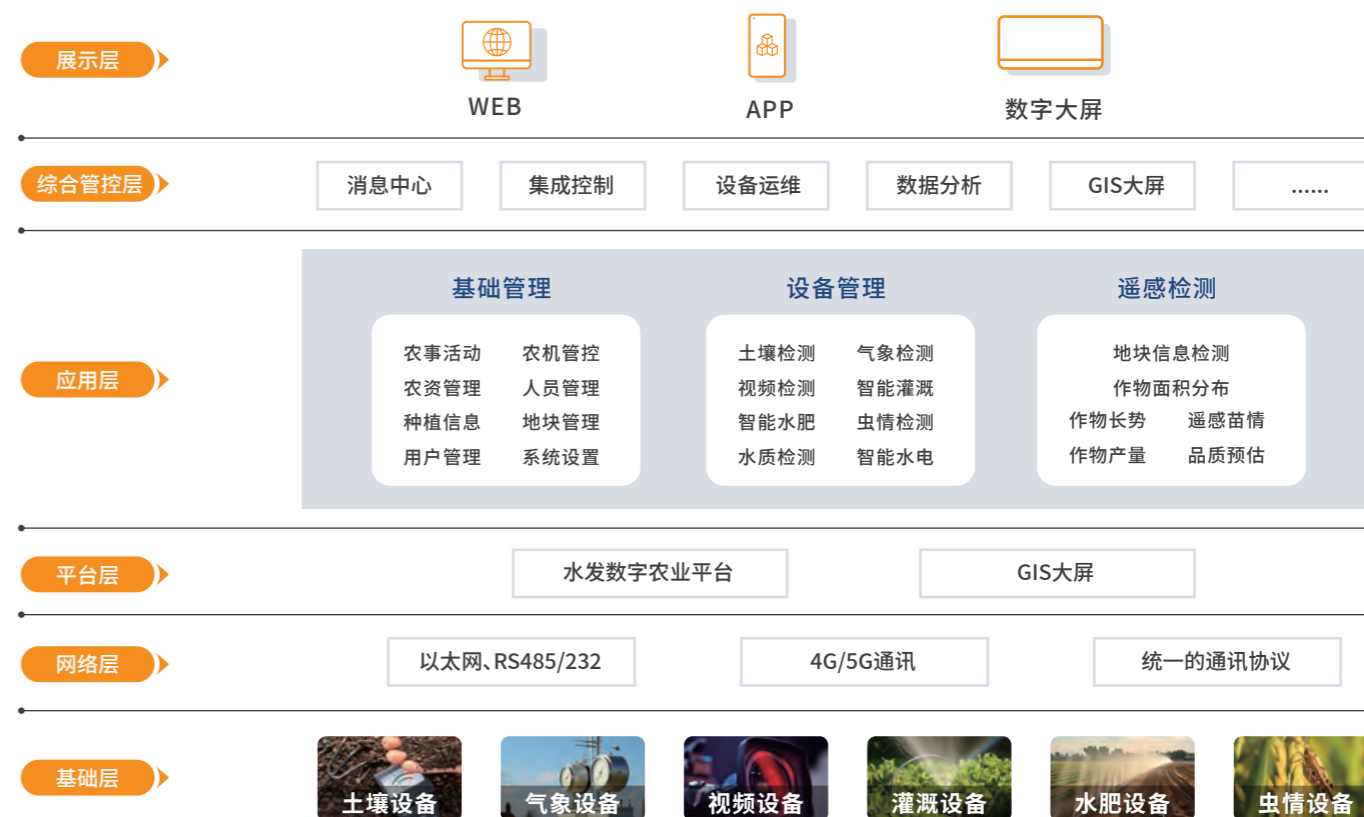 展示层
WEB
APP
数字大屏
综合管控层
消息中心
集成控制
设备运维
数据分析
GIS大屏
......
应用层
基础管理
农事活动 农机管控
农资管理 人员管理
种植信息 地块管理
用户管理 系统设置
设备管理
土壤检测 气象检测
视频检测 智能灌溉
智能水肥 虫情检测
水质检测 智能水电
遥感检测
地块信息检测
作物面积分布
作物长势 遥感苗情
作物产量 品质预估
平台层
水发数字农业平台
GIS大屏
网络层
以太网、RS485/232
4G/5G通讯
统一的通讯协议
基础层
土壤设备
气象设备
视频设备
灌溉设备
水肥设备
虫情设备